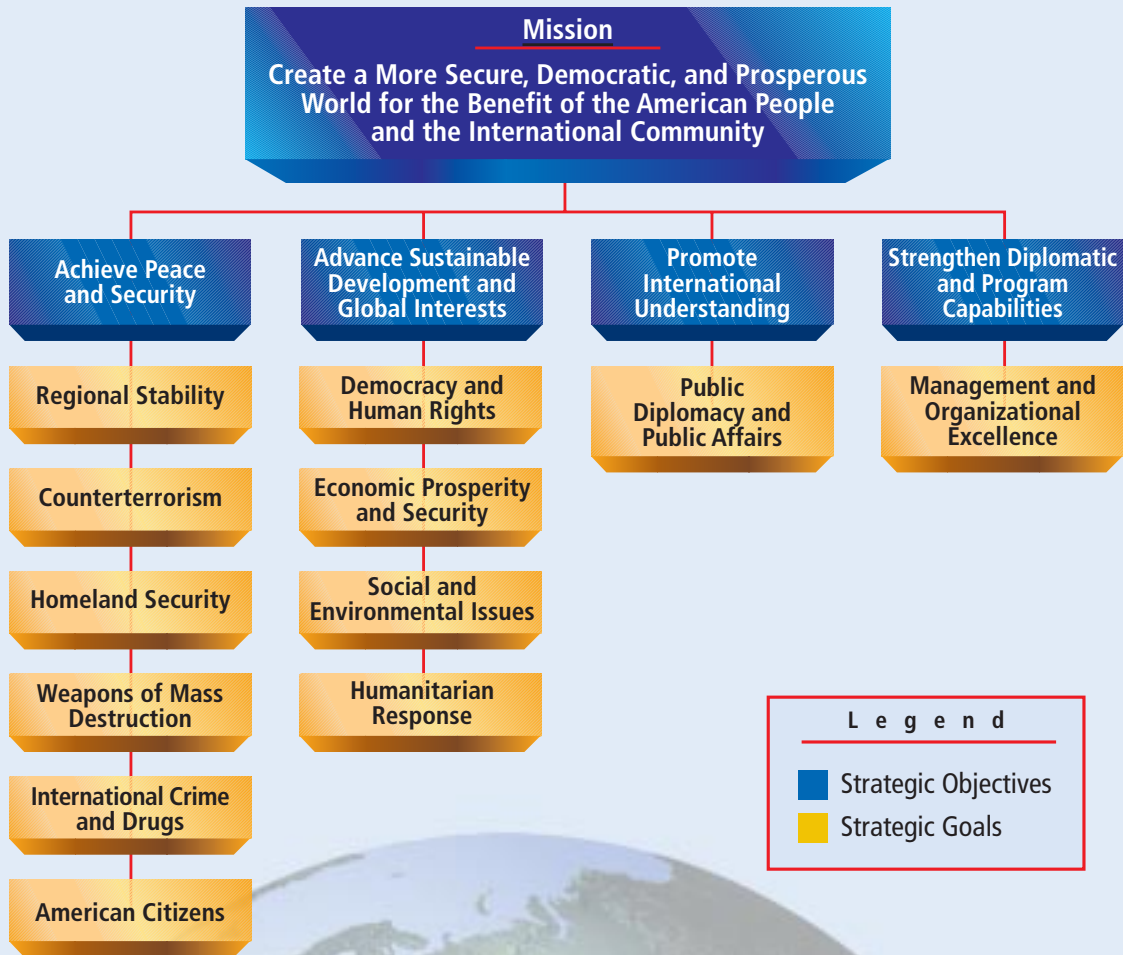 Mission
Create a More Secure, Democratic, and Prosperous
World for the Benefit of the American People
and the International Community
Achieve Peace
and Security
Regional Stability
Counterterrorism
Homeland Security
Weapons of Mass
Destruction
International Crime
and Drugs
American Citizens
Advance Sustainable
Development and
Global Interests
Democracy and
Human Rights
Economic Prosperity
and Security
Social and
Environmental Issues
Humanitarian
Response
Promote
International
Understanding
Public
Diplomacy and
Public Affairs
Strengthen Diplomatic
and Program
Capabilities
Management and
Organizational
Excellence
Legend
Strategic Objectives
Strategic Goals